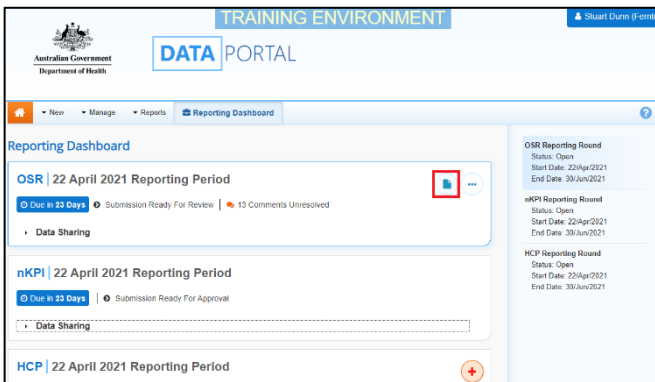 TRAINING ENVIRONMENT
Stuart Dunn (Fernt
Australian Government
Department of Health
DATA PORTAL
New Manage Reports Reporting Dashboard
Reporting Dashboard
OSR | 22 April 2021 Reporting Period
Due in 23 Days Submission Ready For Review | 13 Comments Unresolved
Data Sharing
nKPI | 22 April 2021 Reporting Period
Due in 23 Days | Submission Ready For Approval
Data Sharing
HCP | 22 April 2021 Reporting Period
OSR Reporting Round
Status: Open
Start Date: 22/Apr/2021
End Date: 30/Jun/2021
nKPI Reporting Round
Status: Open
Start Date: 22/Apr/2021
End Date: 30/Jun/2021
HCP Reporting Round
Status: Open
Start Date: 22/Apr/2021
End Date: 30/Jun/2021